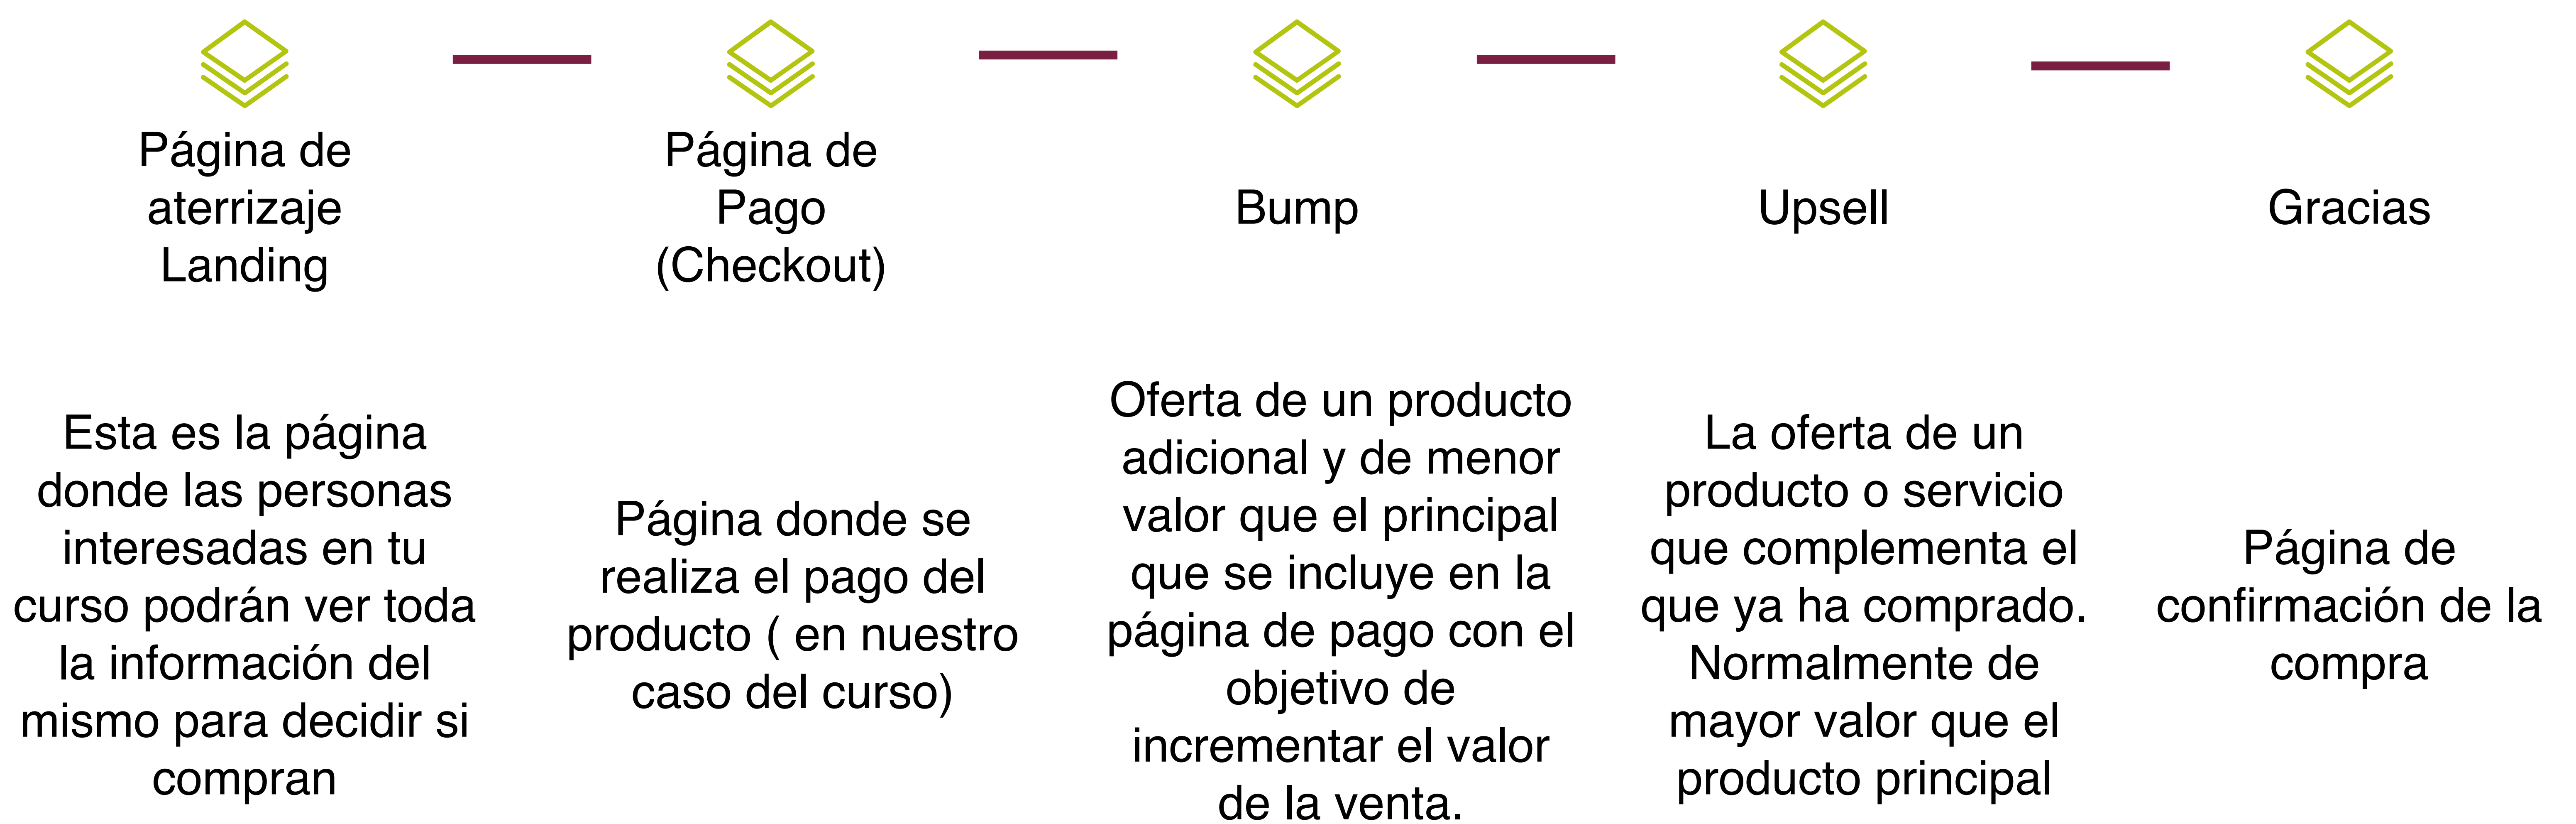 Página de
aterrizaje
Landing
Página de
Pago
(Checkout)
Bump
Upsell
Gracias
Esta es la página
donde las personas
interesadas en tu
curso podrán ver toda
la información del
mismo para decidir si
compran
Página donde se
realiza el pago del
producto ( en nuestro
caso del curso)
Oferta de un producto
adicional y de menor
valor que el principal
que se incluye en la
página de pago con el
objetivo de
incrementar el valor
de la venta.
La oferta de un
producto o servicio
que complementa el
que ya ha comprado.
Normalmente de
mayor valor que el
producto principal
Página de
confirmación de la
compra